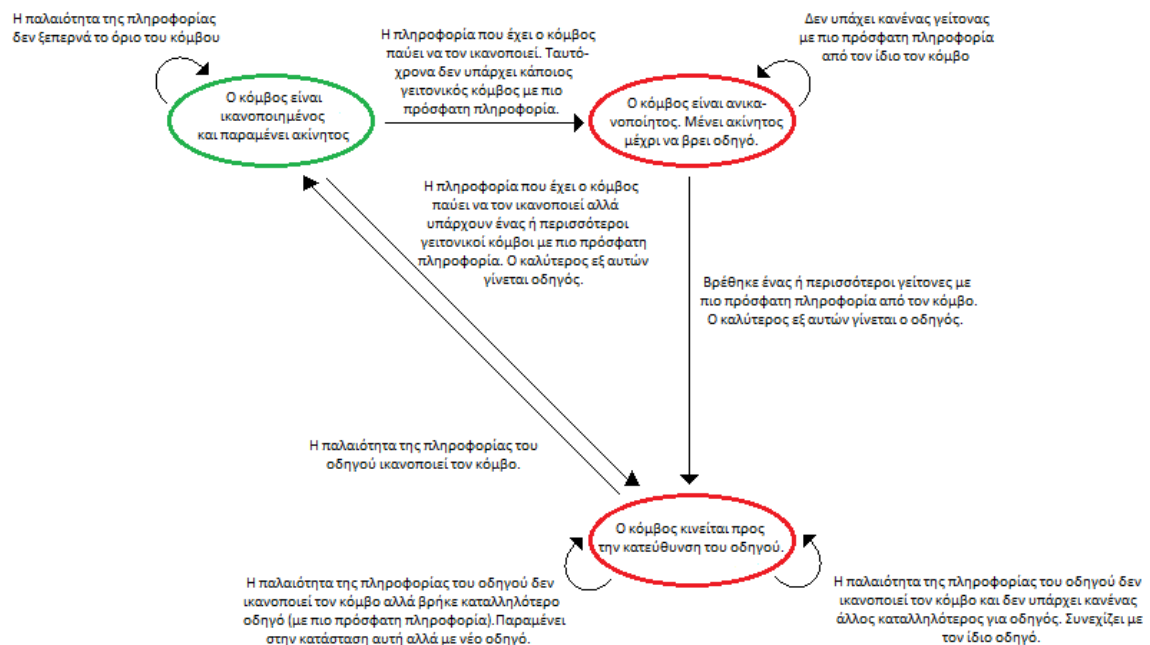 Η παλαιότητα της πληροφορίας
δεν ξεπερνά το όριο του κόμβου
Η πληροφορία που έχει ο κόμβος
παύει να τον ικανοποιεί. Ταυτό-
χρονα δεν υπάρχει κάποιος
γειτονικός κόμβος με πιο
πρόσφατη πληροφορία.
Δεν υπάχει κανένας γείτονας
με πιο πρόσφατη πληροφορία
από τον ίδιο τον κόμβο
Ο κόμβος είναι
ικανοποιημένος
και παραμένει ακίνητος
Ο κόμβος είναι ανικα-
νοποίητος. Μένει ακίνητος
μέχρι να βρει οδηγό.
Η πληροφορία που έχει ο κόμβος
παύει να τον ικανοποιεί αλλά
υπάρχουν ένας ή περισσότεροι
γειτονικοί κόμβοι με πιο πρόσφατη
πληροφορία. Ο καλύτερος εξ αυτών
γίνεται οδηγός.
Βρέθηκε ένας ή περισσότεροι γείτονες με
πιο πρόσφατη πληροφορία από τον κόμβο.
Ο καλύτερος εξ αυτών γίνεται ο οδηγός.
Η παλαιότητα της πληροφορίας του
οδηγού ικανοποιεί τον κόμβο.
Ο κόμβος κινείται προς
την κατεύθυνση του οδηγού.
Η παλαιότητα της πληροφορίας του οδηγού δεν
ικανοποιεί τον κόμβο αλλά βρήκε καταλληλότερο
οδηγό (με πιο πρόσφατη πληροφορία).Παραμένει
στην κατάσταση αυτή αλλά με νέο οδηγό.
Η παλαιότητα της πληροφορίας του οδηγού δεν
ικανοποιεί τον κόμβο και δεν υπάρχει κανένας
άλλος καταλληλότερος για οδηγός. Συνεχίζει με
τον ίδιο οδηγό.